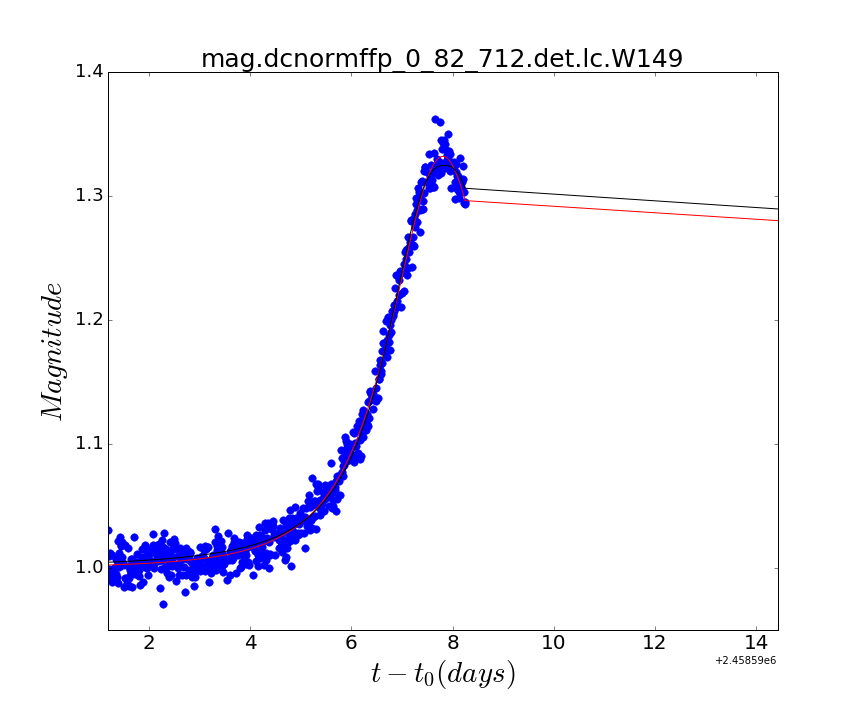 mag.dcnormffp_0_82_712.det.lc.W149
1.4
1.3
1.2
1.1
1.0
Magnitude
2 4 6 8 10 12 14
+2.45859e6
t − t₀(days)